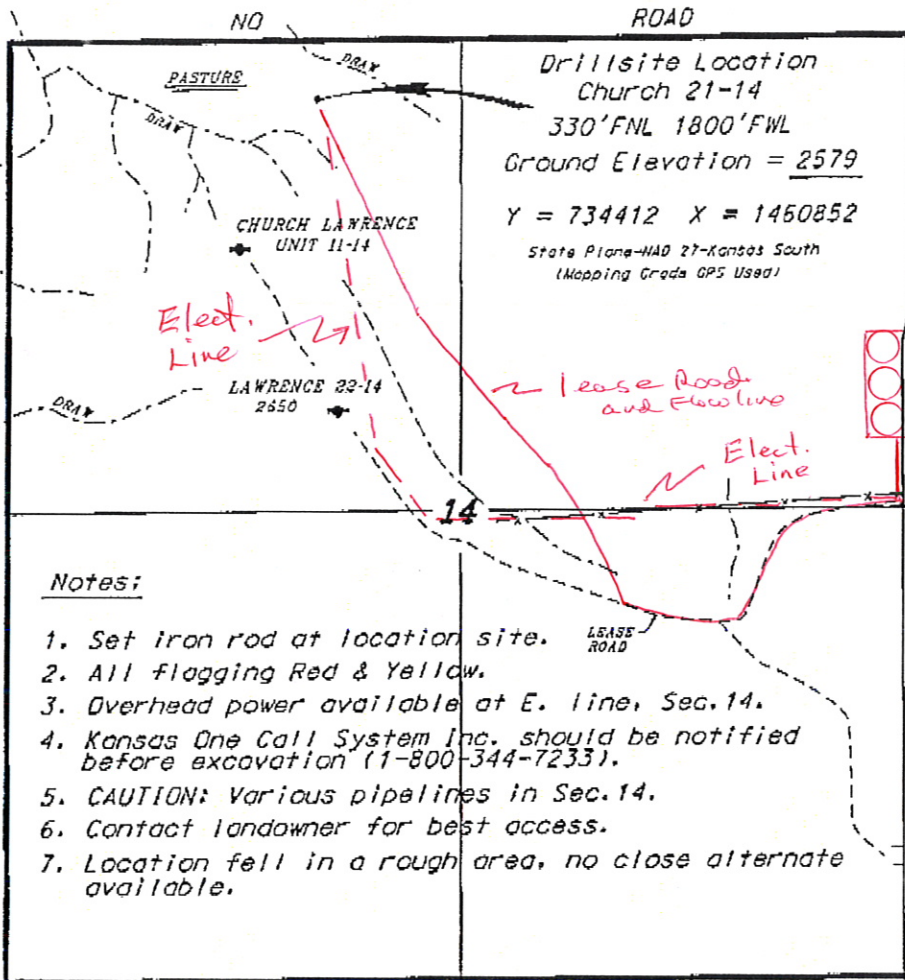 NO ROAD
PASTURE
DRAW
DRAW
Drillsite Location
Church 21-14
330'FNL 1800'FWL
Ground Elevation = 2579
Y = 734412 X = 1460852
State Plane-NAD 27-Kansas South
(Mapping Grade GPS Used)
CHURCH LAWRENCE
UNIT 11-14
Elect.
Line
LAWRENCE 22-14
2650
DRAW
lease Road
and Flowline
Elect.
Line
14
LEASE
ROAD
Notes:
1. Set iron rod at location site.
2. All flagging Red & Yellow.
3. Overhead power available at E. line, Sec.14.
4. Kansas One Call System Inc. should be notified
before excavation (1-800-344-7233).
5. CAUTION: Various pipelines in Sec.14.
6. Contact landowner for best access.
7. Location fell in a rough area, no close alternate
available.